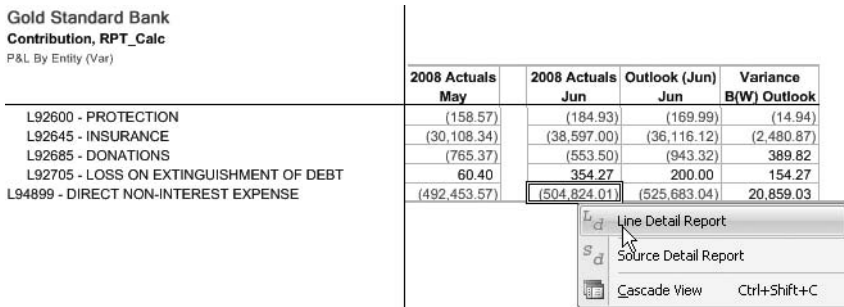 Gold Standard Bank
Contribution, RPT_Calc
P&L By Entity (Var)
2008 Actuals 2008 Actuals Outlook (Jun) Variance
May Jun Jun B(W) Outlook
L92600 - PROTECTION (158.57) (184.93) (169.99) (14.94)
L92645 - INSURANCE (30,108.34) (38,597.00) (36,116.12) (2,480.87)
L92685 - DONATIONS (765.37) (553.50) (943.32) 389.82
L92705 - LOSS ON EXTINGUISHMENT OF DEBT 60.40 354.27 200.00 154.27
L94899 - DIRECT NON-INTEREST EXPENSE (492,453.57) (504,824.01) (525,683.04) 20,859.03
Ld Line Detail Report
Sd Source Detail Report
Cascade View Ctrl+Shift+C